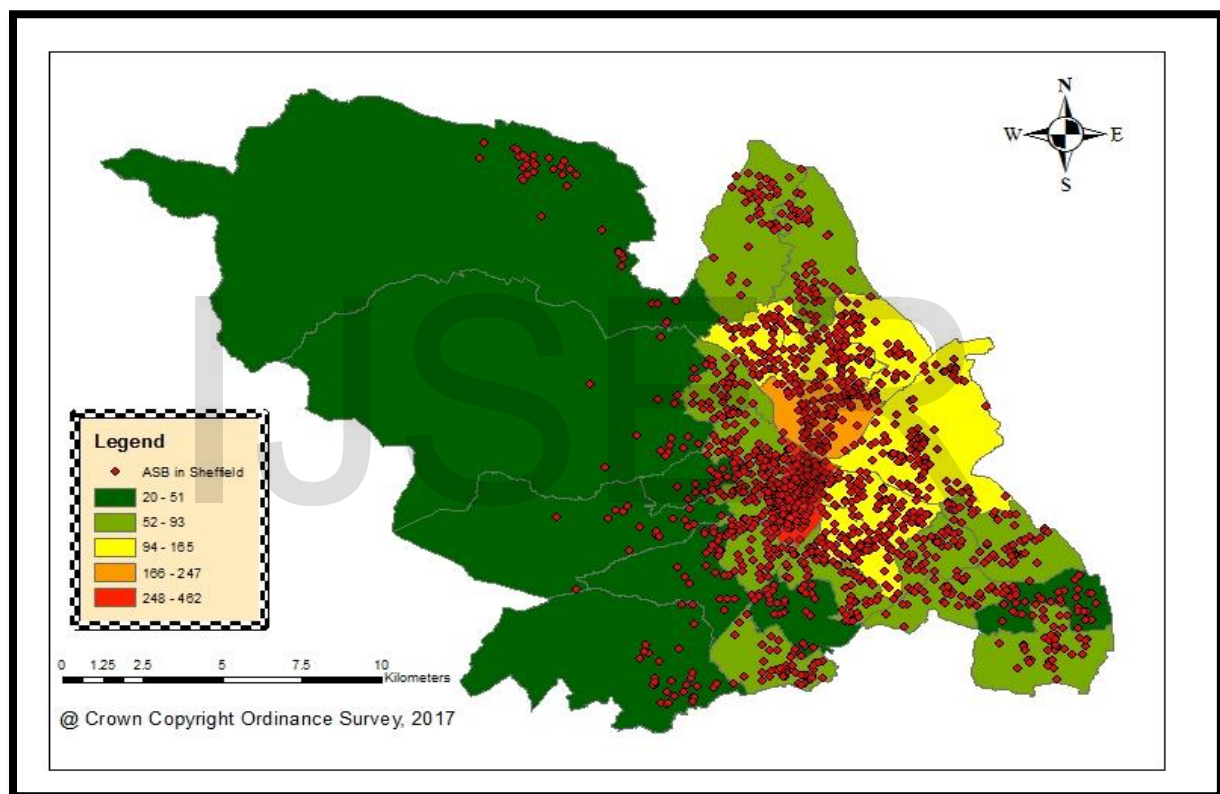 N
W E
S
IJSER
Legend
ASB in Sheffield
20 - 51
52 - 93
94 - 165
166 - 247
248 - 462
0 1.25 2.5 5 7.5 10
Kilometers
@ Crown Copyright Ordinance Survey, 2017